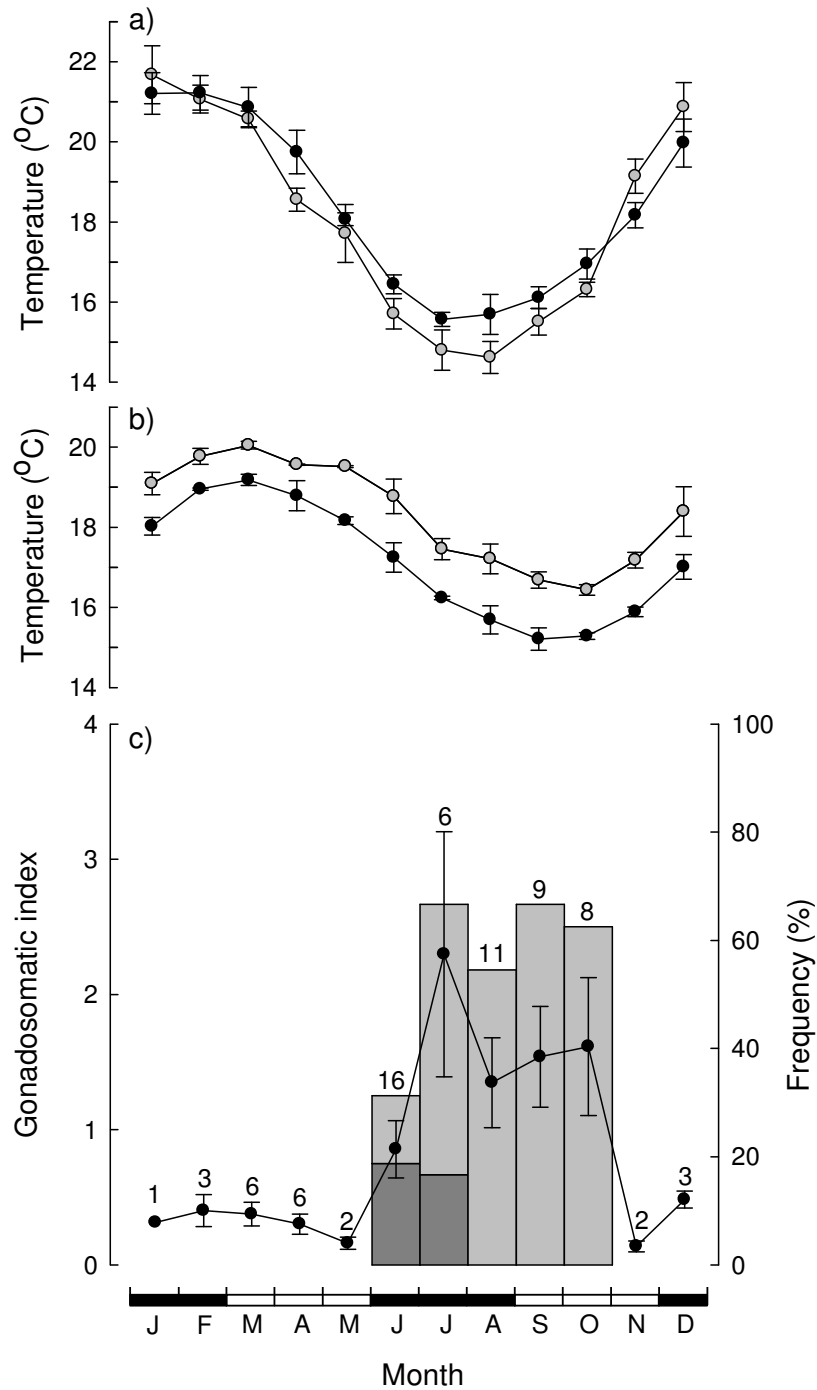 a)
22
20
18
16
14
Temperature (ºC)
b)
20
18
16
14
Temperature (ºC)
c)
4
3
2
1
0
Gonadosomatic index
100
80
60
40
20
0
Frequency (%)
1 3 6 6 2 16 6 11 9 8 2 3
J F M A M J J A S O N D
Month